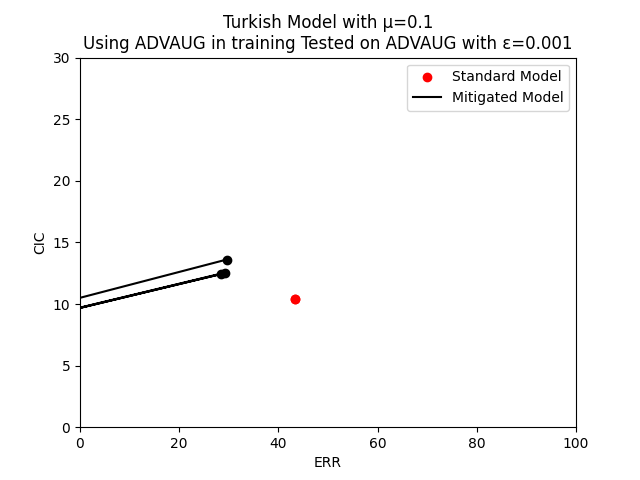 Turkish Model with μ=0.1
Using ADVAUG in training Tested on ADVAUG with ε=0.001
30
25
20
15
10
5
0
CIC
Standard Model
Mitigated Model
0 20 40 60 80 100
ERR